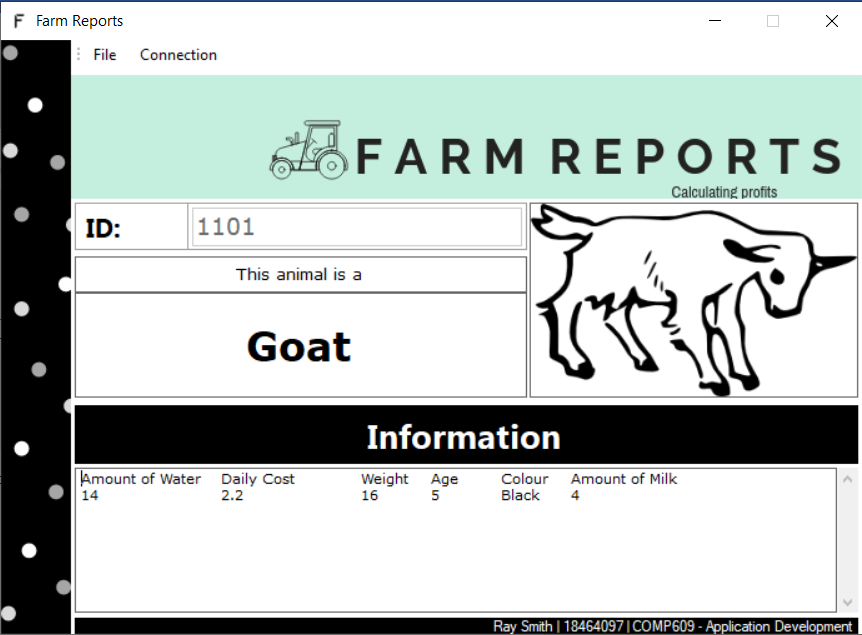 F Farm Reports
File Connection
FARM REPORTS
Calculating profits
ID: 1101
This animal is a
Goat
Information
Amount of Water Daily Cost Weight Age Colour Amount of Milk
14 2.2 16 5 Black 4
Ray Smith | 18464097 | COMP609 - Application Development